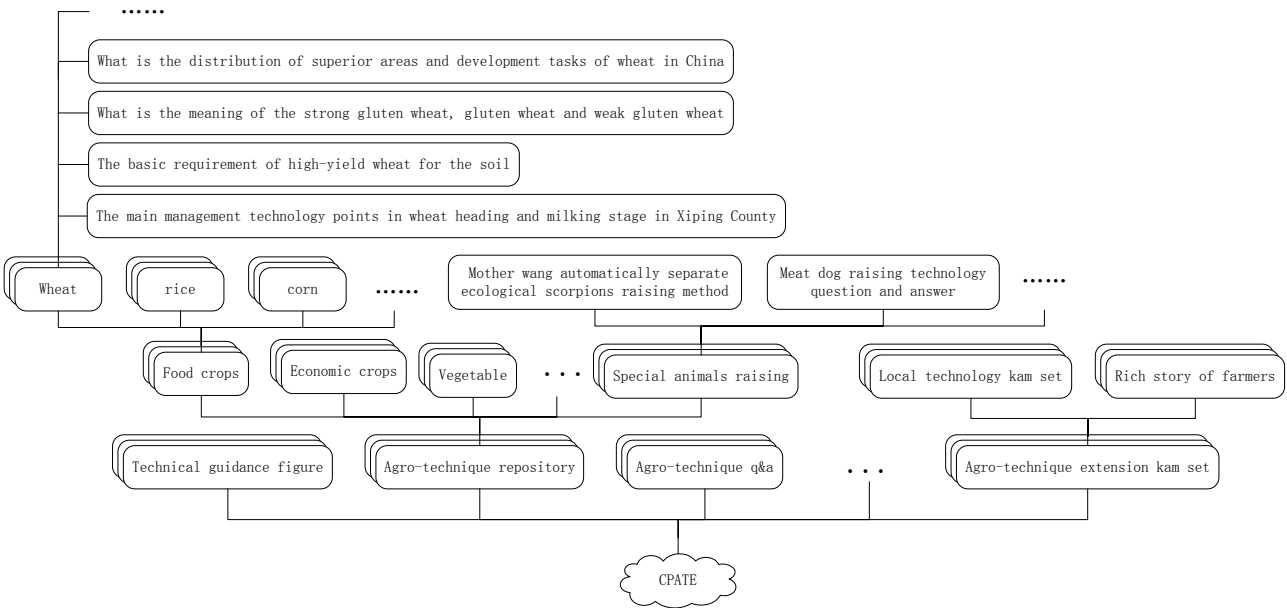 ......
What is the distribution of superior areas and development tasks of wheat in China
What is the meaning of the strong gluten wheat, gluten wheat and weak gluten wheat
The basic requirement of high-yield wheat for the soil
The main management technology points in wheat heading and milking stage in Xiping County
Wheat
rice
corn
......
Mother wang automatically separate
ecological scorpions raising method
Meat dog raising technology
question and answer
......
Food crops
Economic crops
Vegetable
...
Special animals raising
Local technology kam set
Rich story of farmers
Technical guidance figure
Agro-technique repository
Agro-technique q&a
...
Agro-technique extension kam set
CPATE